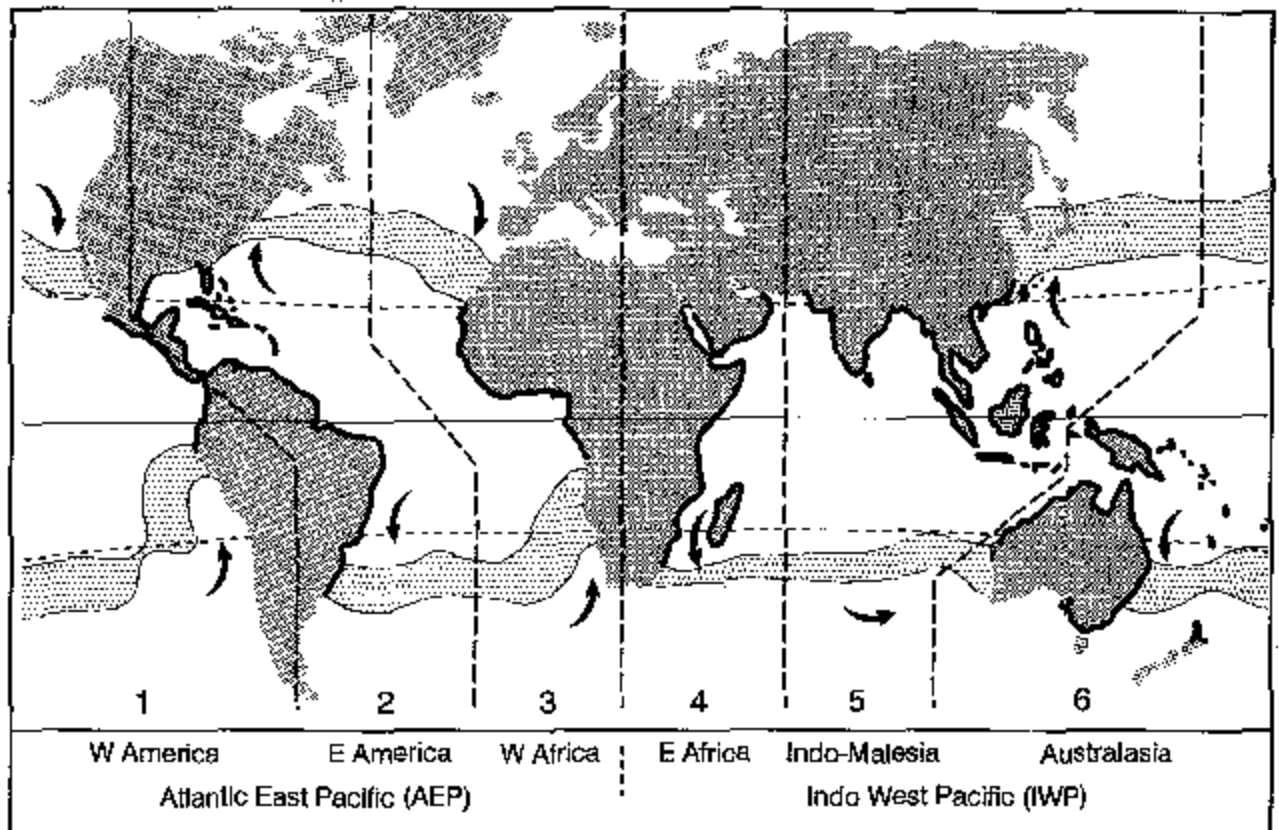 1 2 3 4 5 6
W America E America W Africa E Africa Indo-Malesia Australasia
Atlantic East Pacific (AEP) Indo West Pacific (IWP)